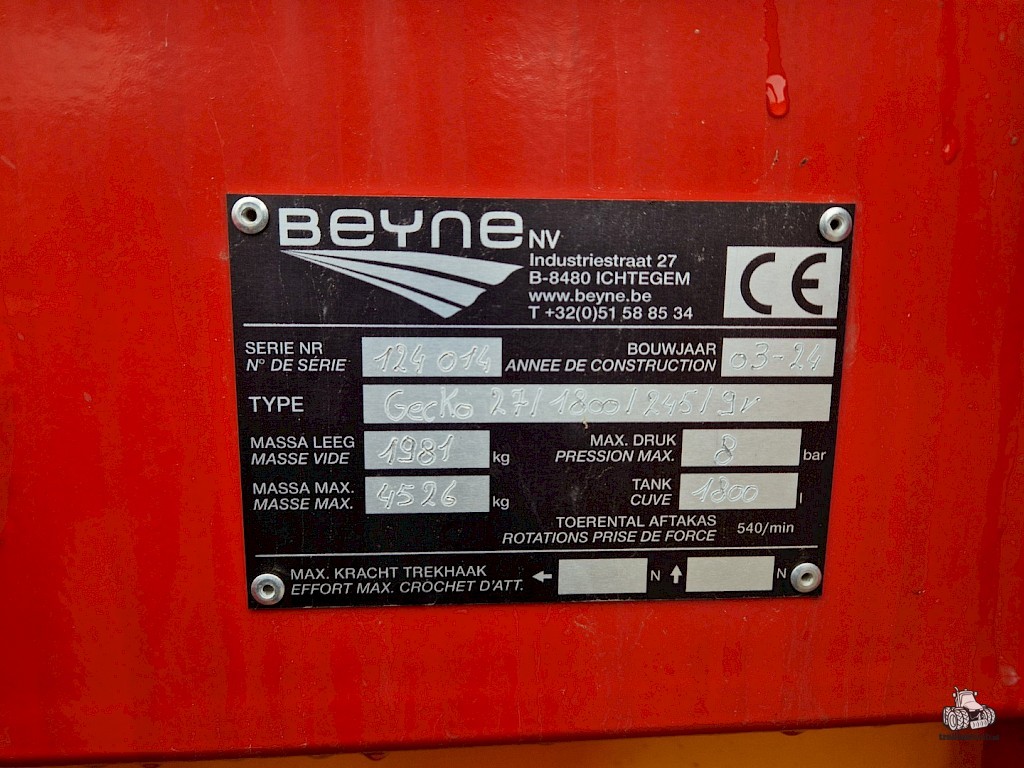 BEYNE NV
Industriestraat 27
B-8480 ICHTEGEM
www.beyne.be
T +32(0)51 58 85 34
CE
SERIE NR 124 014 BOUWJAAR 03-24
N° DE SÉRIE ANNEE DE CONSTRUCTION
TYPE GecKo 27/1800/245/9r
MASSA LEEG 1981 kg MAX. DRUK 8 bar
MASSE VIDE PRESSION MAX.
MASSA MAX. 4526 kg TANK 1800 l
MASSE MAX. CUVE
TOERENTAL AFTAKAS 540/min
ROTATIONS PRISE DE FORCE
MAX. KRACHT TREKHAAK N N
EFFORT MAX. CROCHET D'ATT.